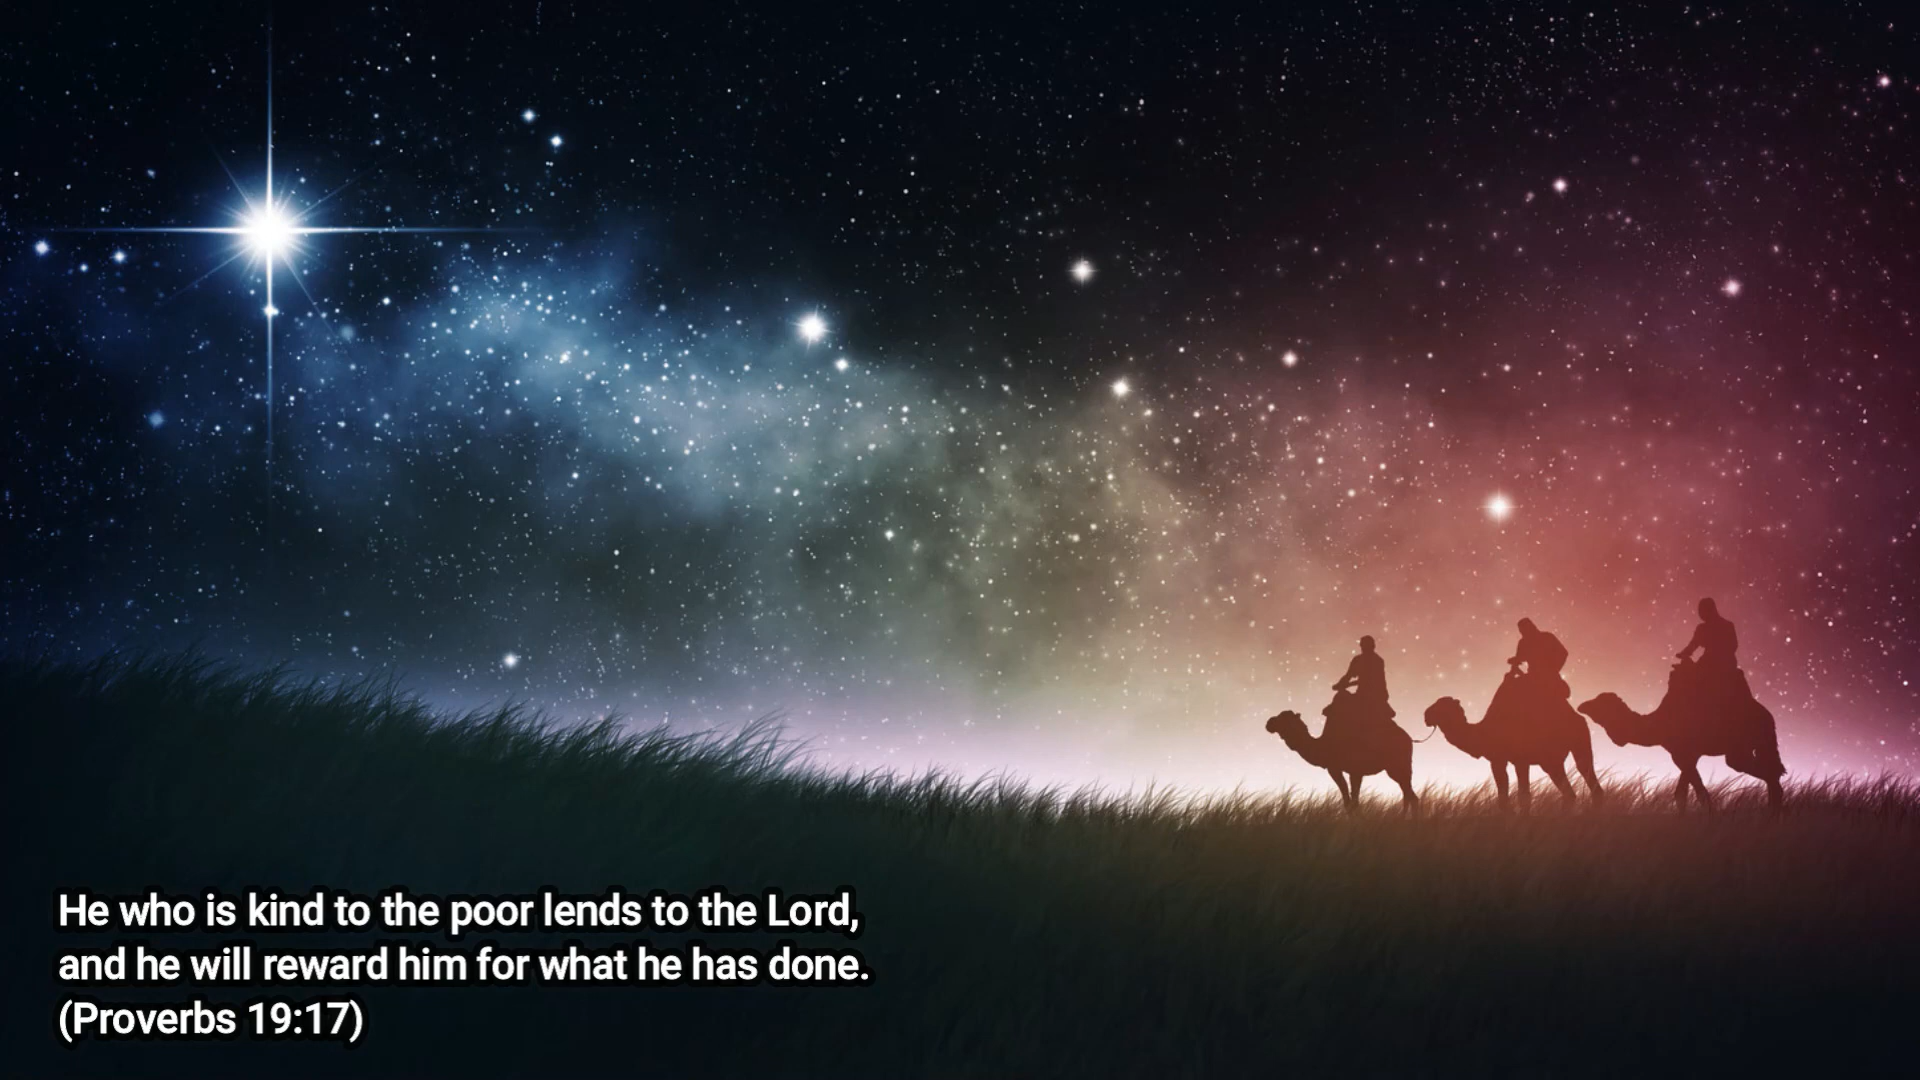 He who is kind to the poor lends to the Lord,
and he will reward him for what he has done.
(Proverbs 19:17)